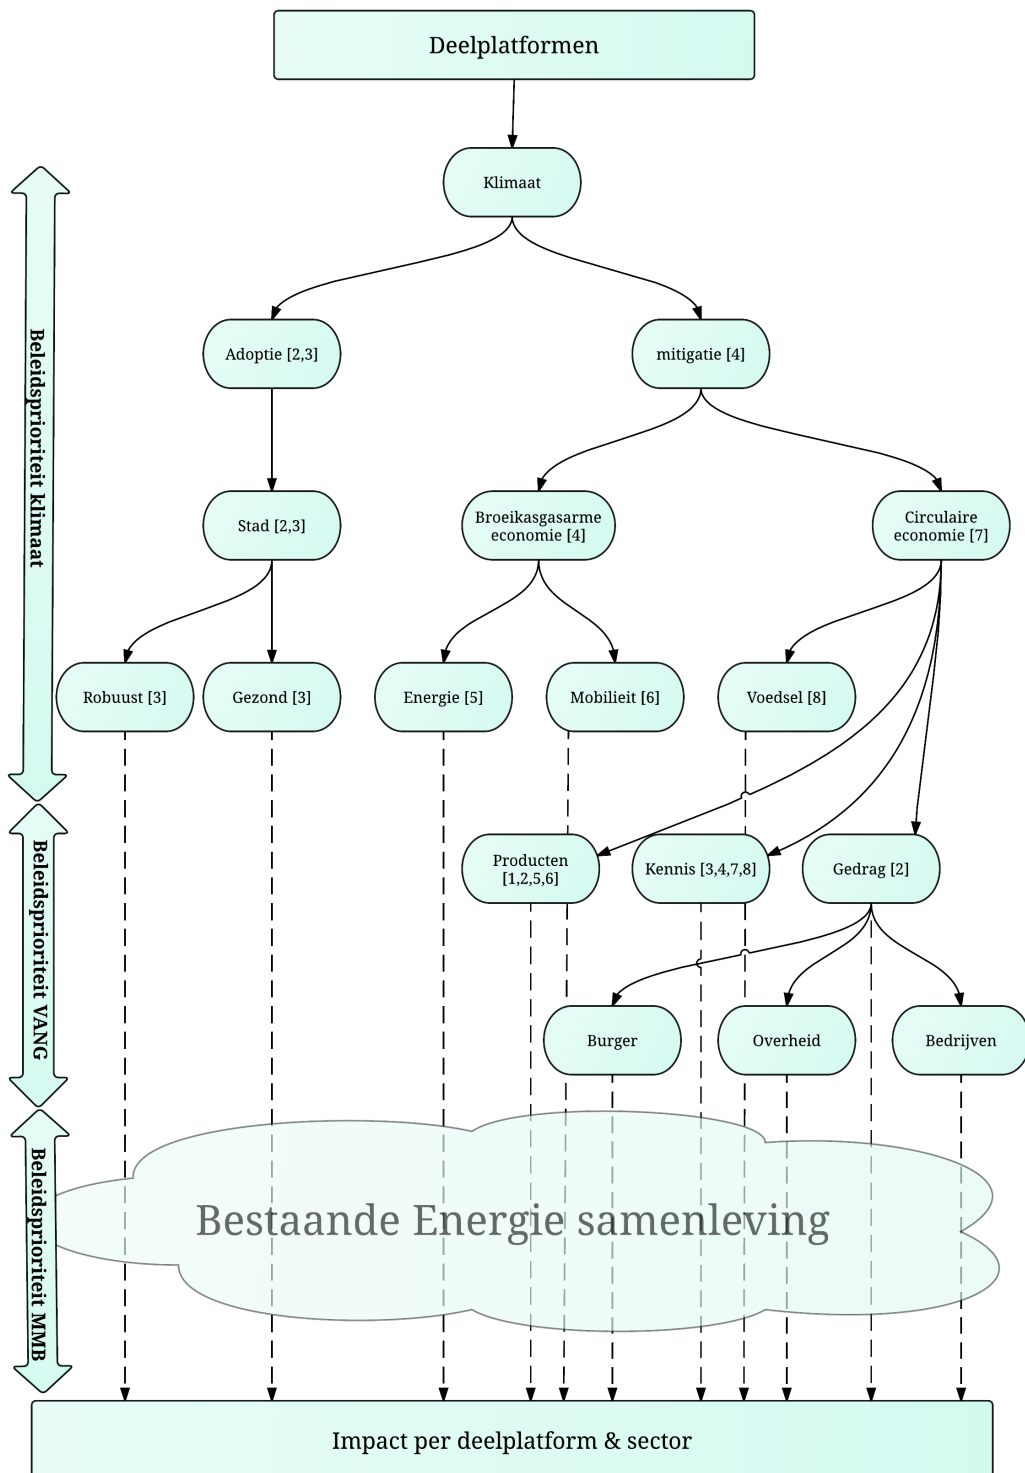 Deelplatformen
Klimaat
Adoptie [2,3]
mitigatie [4]
Beleidsprioriteit klimaat
Stad [2,3]
Broeikasgasarme
economie [4]
Circulaire
economie [7]
Robuust [3]
Gezond [3]
Energie [5]
Mobilieit [6]
Voedsel [8]
Beleidsprioriteit VANG
Producten
[1,2,5,6]
Kennis [3,4,7,8]
Gedrag [2]
Burger
Overheid
Bedrijven
Beleidsprioriteit MMB
Bestaande Energie samenleving
Impact per deelplatform & sector